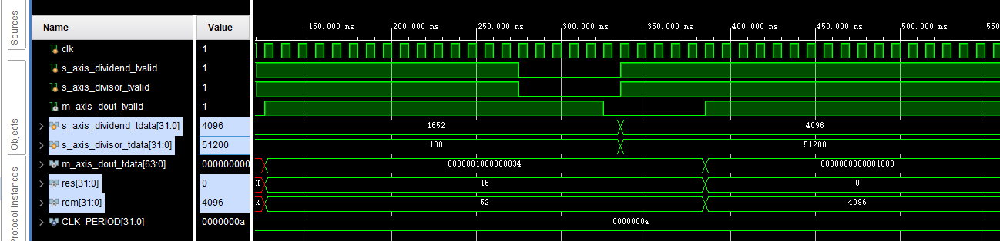 Sources
Objects
Protocol Instances
Name Value
150.000 ns 200.000 ns 250.000 ns 300.000 ns 350.000 ns 400.000 ns 450.000 ns 500.000 ns 550
clk 1
s_axis_dividend_tvalid 1
s_axis_divisor_tvalid 1
m_axis_dout_tvalid 1
s_axis_dividend_tdata[31:0] 4096 1652 4096
s_axis_divisor_tdata[31:0] 51200 100 51200
m_axis_dout_tdata[63:0] 000000000 0000001000000034 0000000000001000
res[31:0] 0 X 16 0
rem[31:0] 4096 X 52 4096
CLK_PERIOD[31:0] 0000000a 0000000a